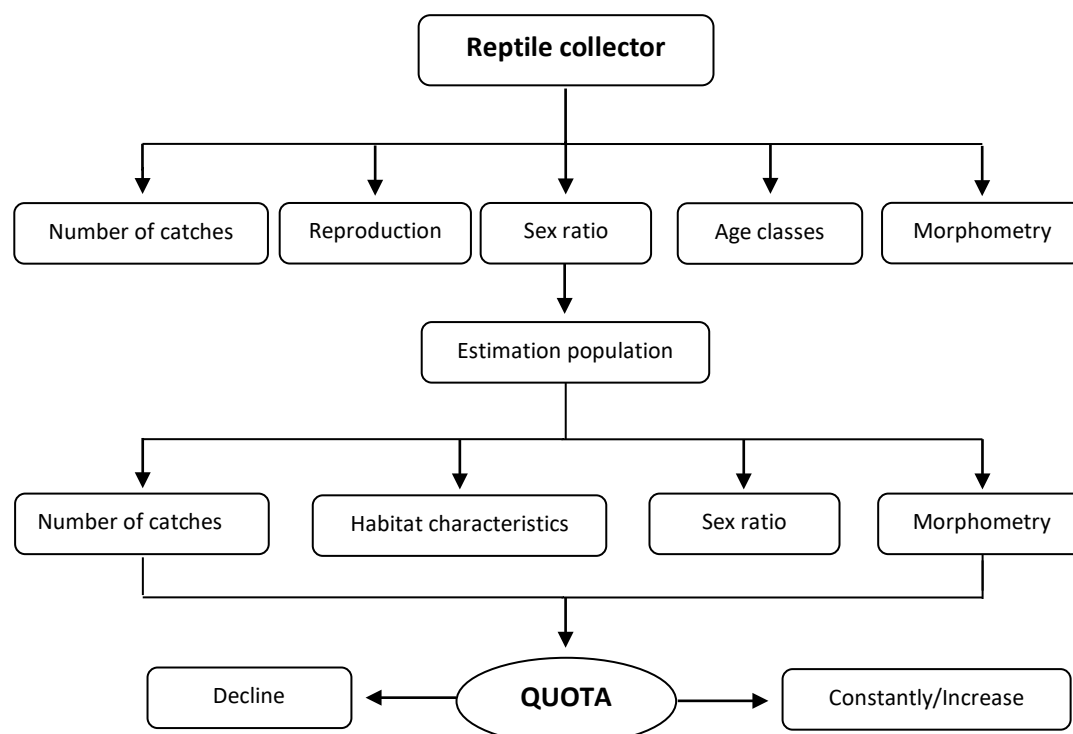 Reptile collector
Number of catches
Reproduction
Sex ratio
Age classes
Morphometry
Estimation population
Number of catches
Habitat characteristics
Sex ratio
Morphometry
Decline
QUOTA
Constantly/Increase